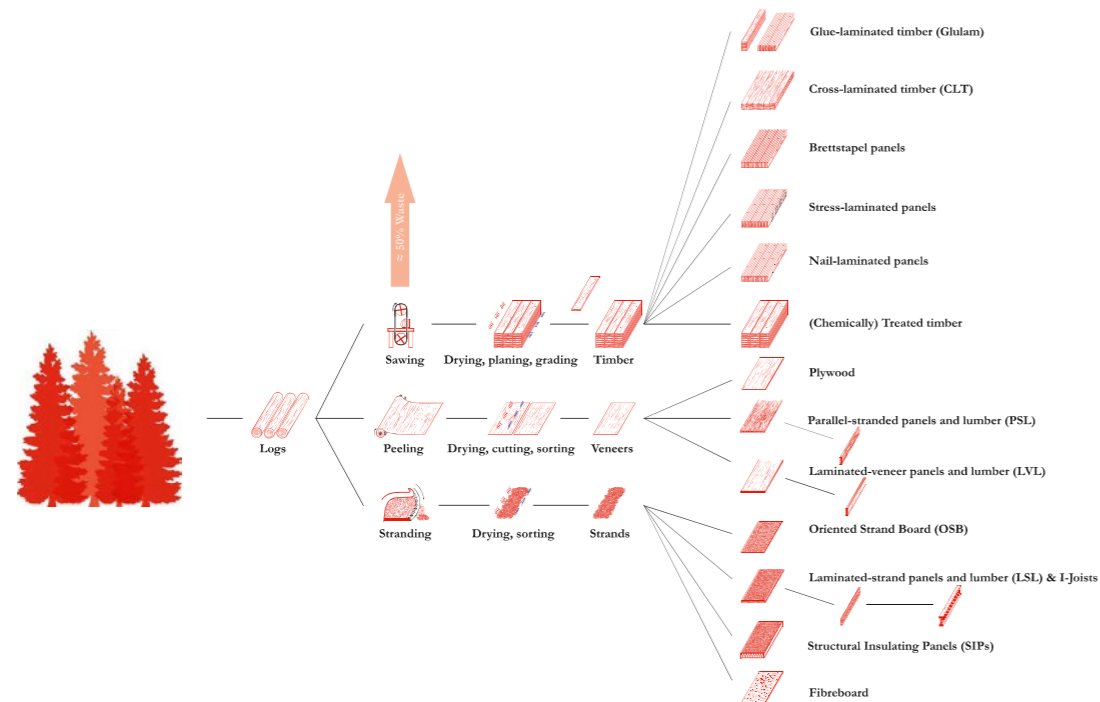 Glue-laminated timber (Glulam)
Cross-laminated timber (CLT)
Brettstapel panels
Stress-laminated panels
Nail-laminated panels
(Chemically) Treated timber
≈ 50% Waste
Sawing
Drying, planing, grading
Timber
Plywood
Parallel-stranded panels and lumber (PSL)
Logs
Peeling
Drying, cutting, sorting
Veneers
Laminated-veneer panels and lumber (LVL)
Stranding
Drying, sorting
Strands
Oriented Strand Board (OSB)
Laminated-strand panels and lumber (LSL) & I-Joists
Structural Insulating Panels (SIPs)
Fibreboard